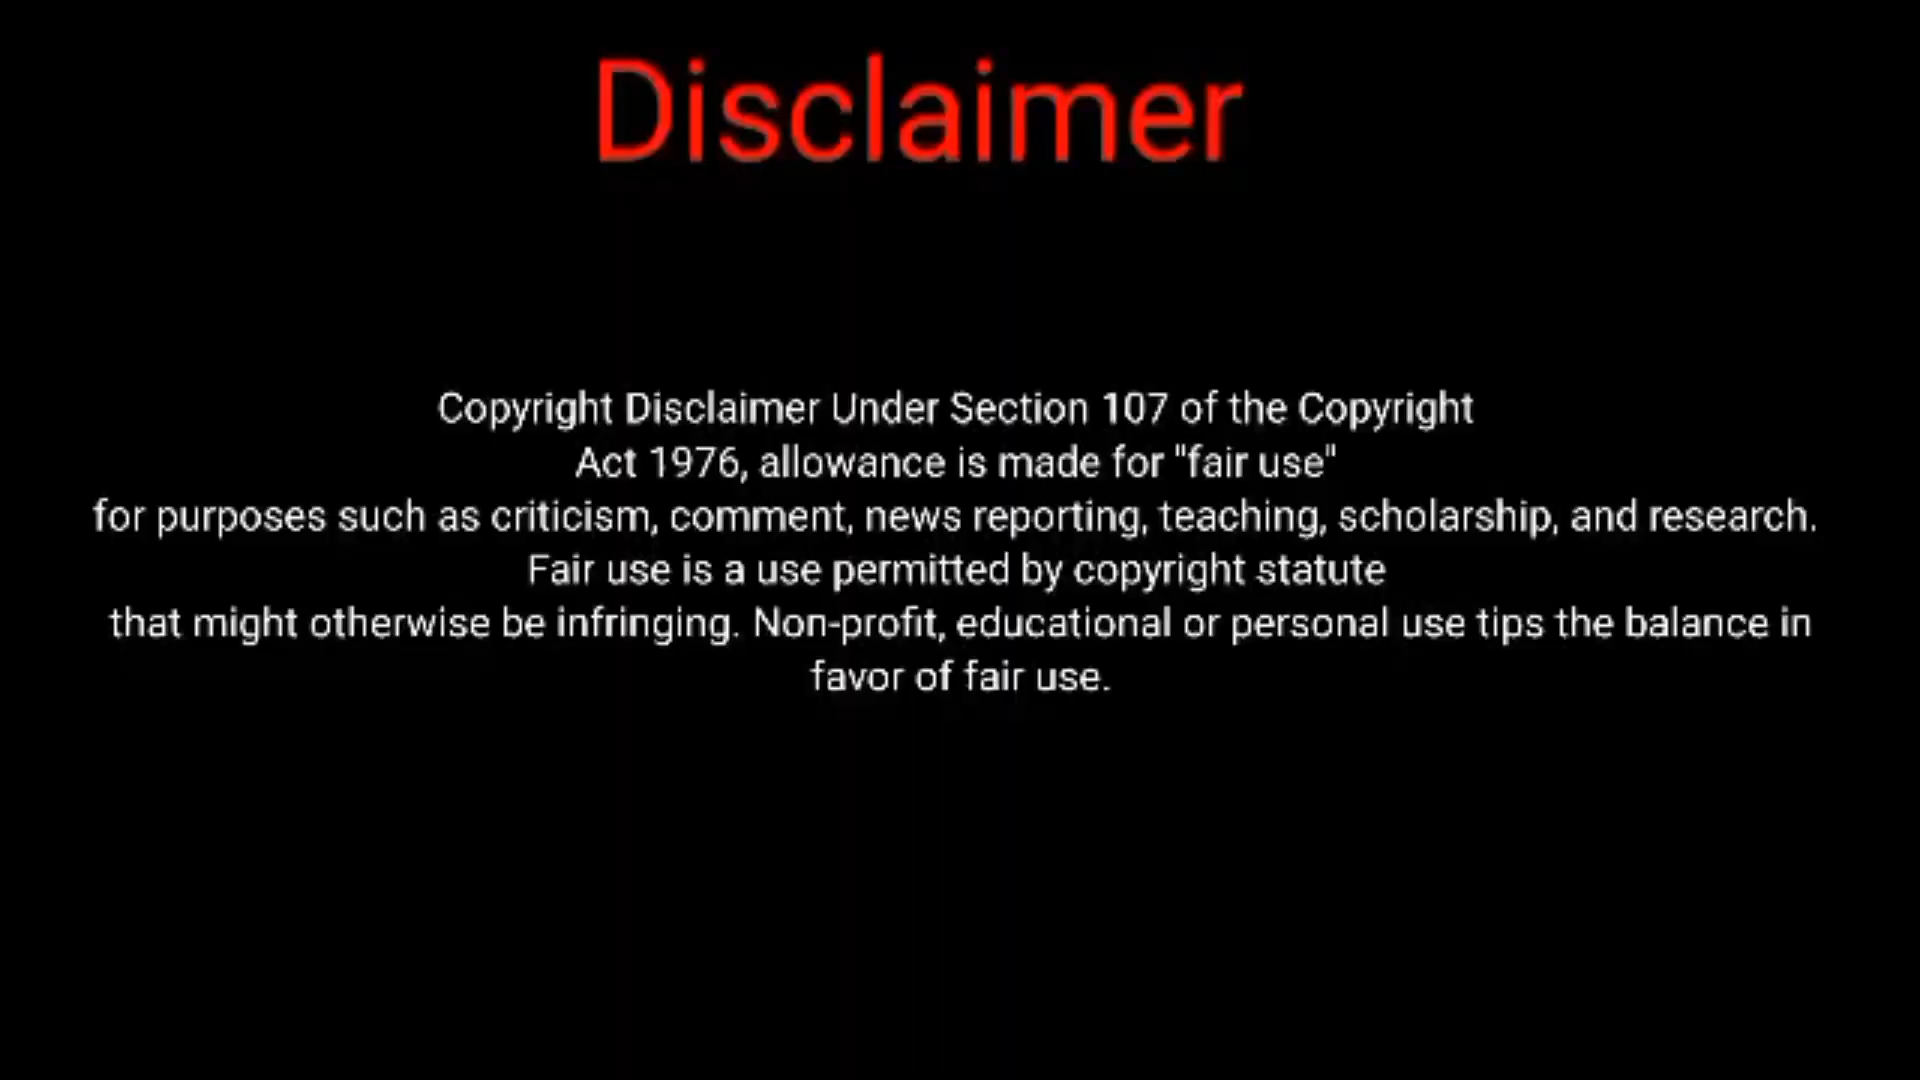 Disclaimer
Copyright Disclaimer Under Section 107 of the Copyright
Act 1976, allowance is made for "fair use"
for purposes such as criticism, comment, news reporting, teaching, scholarship, and research.
Fair use is a use permitted by copyright statute
that might otherwise be infringing. Non-profit, educational or personal use tips the balance in
favor of fair use.